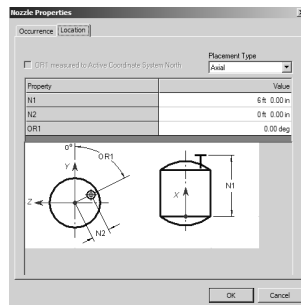 Nozzle Properties
Occurrence Location
OR1 measured to Active Coordinate System North
Placement Type
Axial
Property Value
N1 6 ft 0.00 in
N2 0 ft 0.00 in
OR1 0.00 deg
0°
OR1
Y
Z
N2
X
N1
OK Cancel